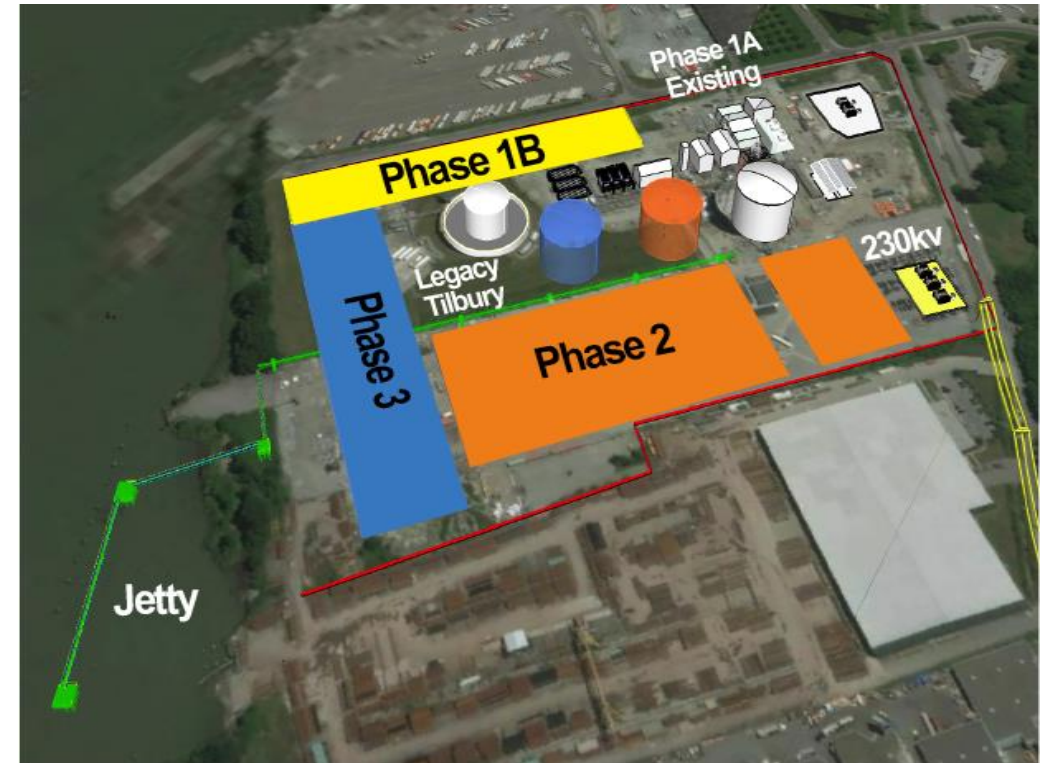 Phase 1A
Existing
Phase 1B
230kv
Legacy
Tilbury
Phase 3
Phase 2
Jetty